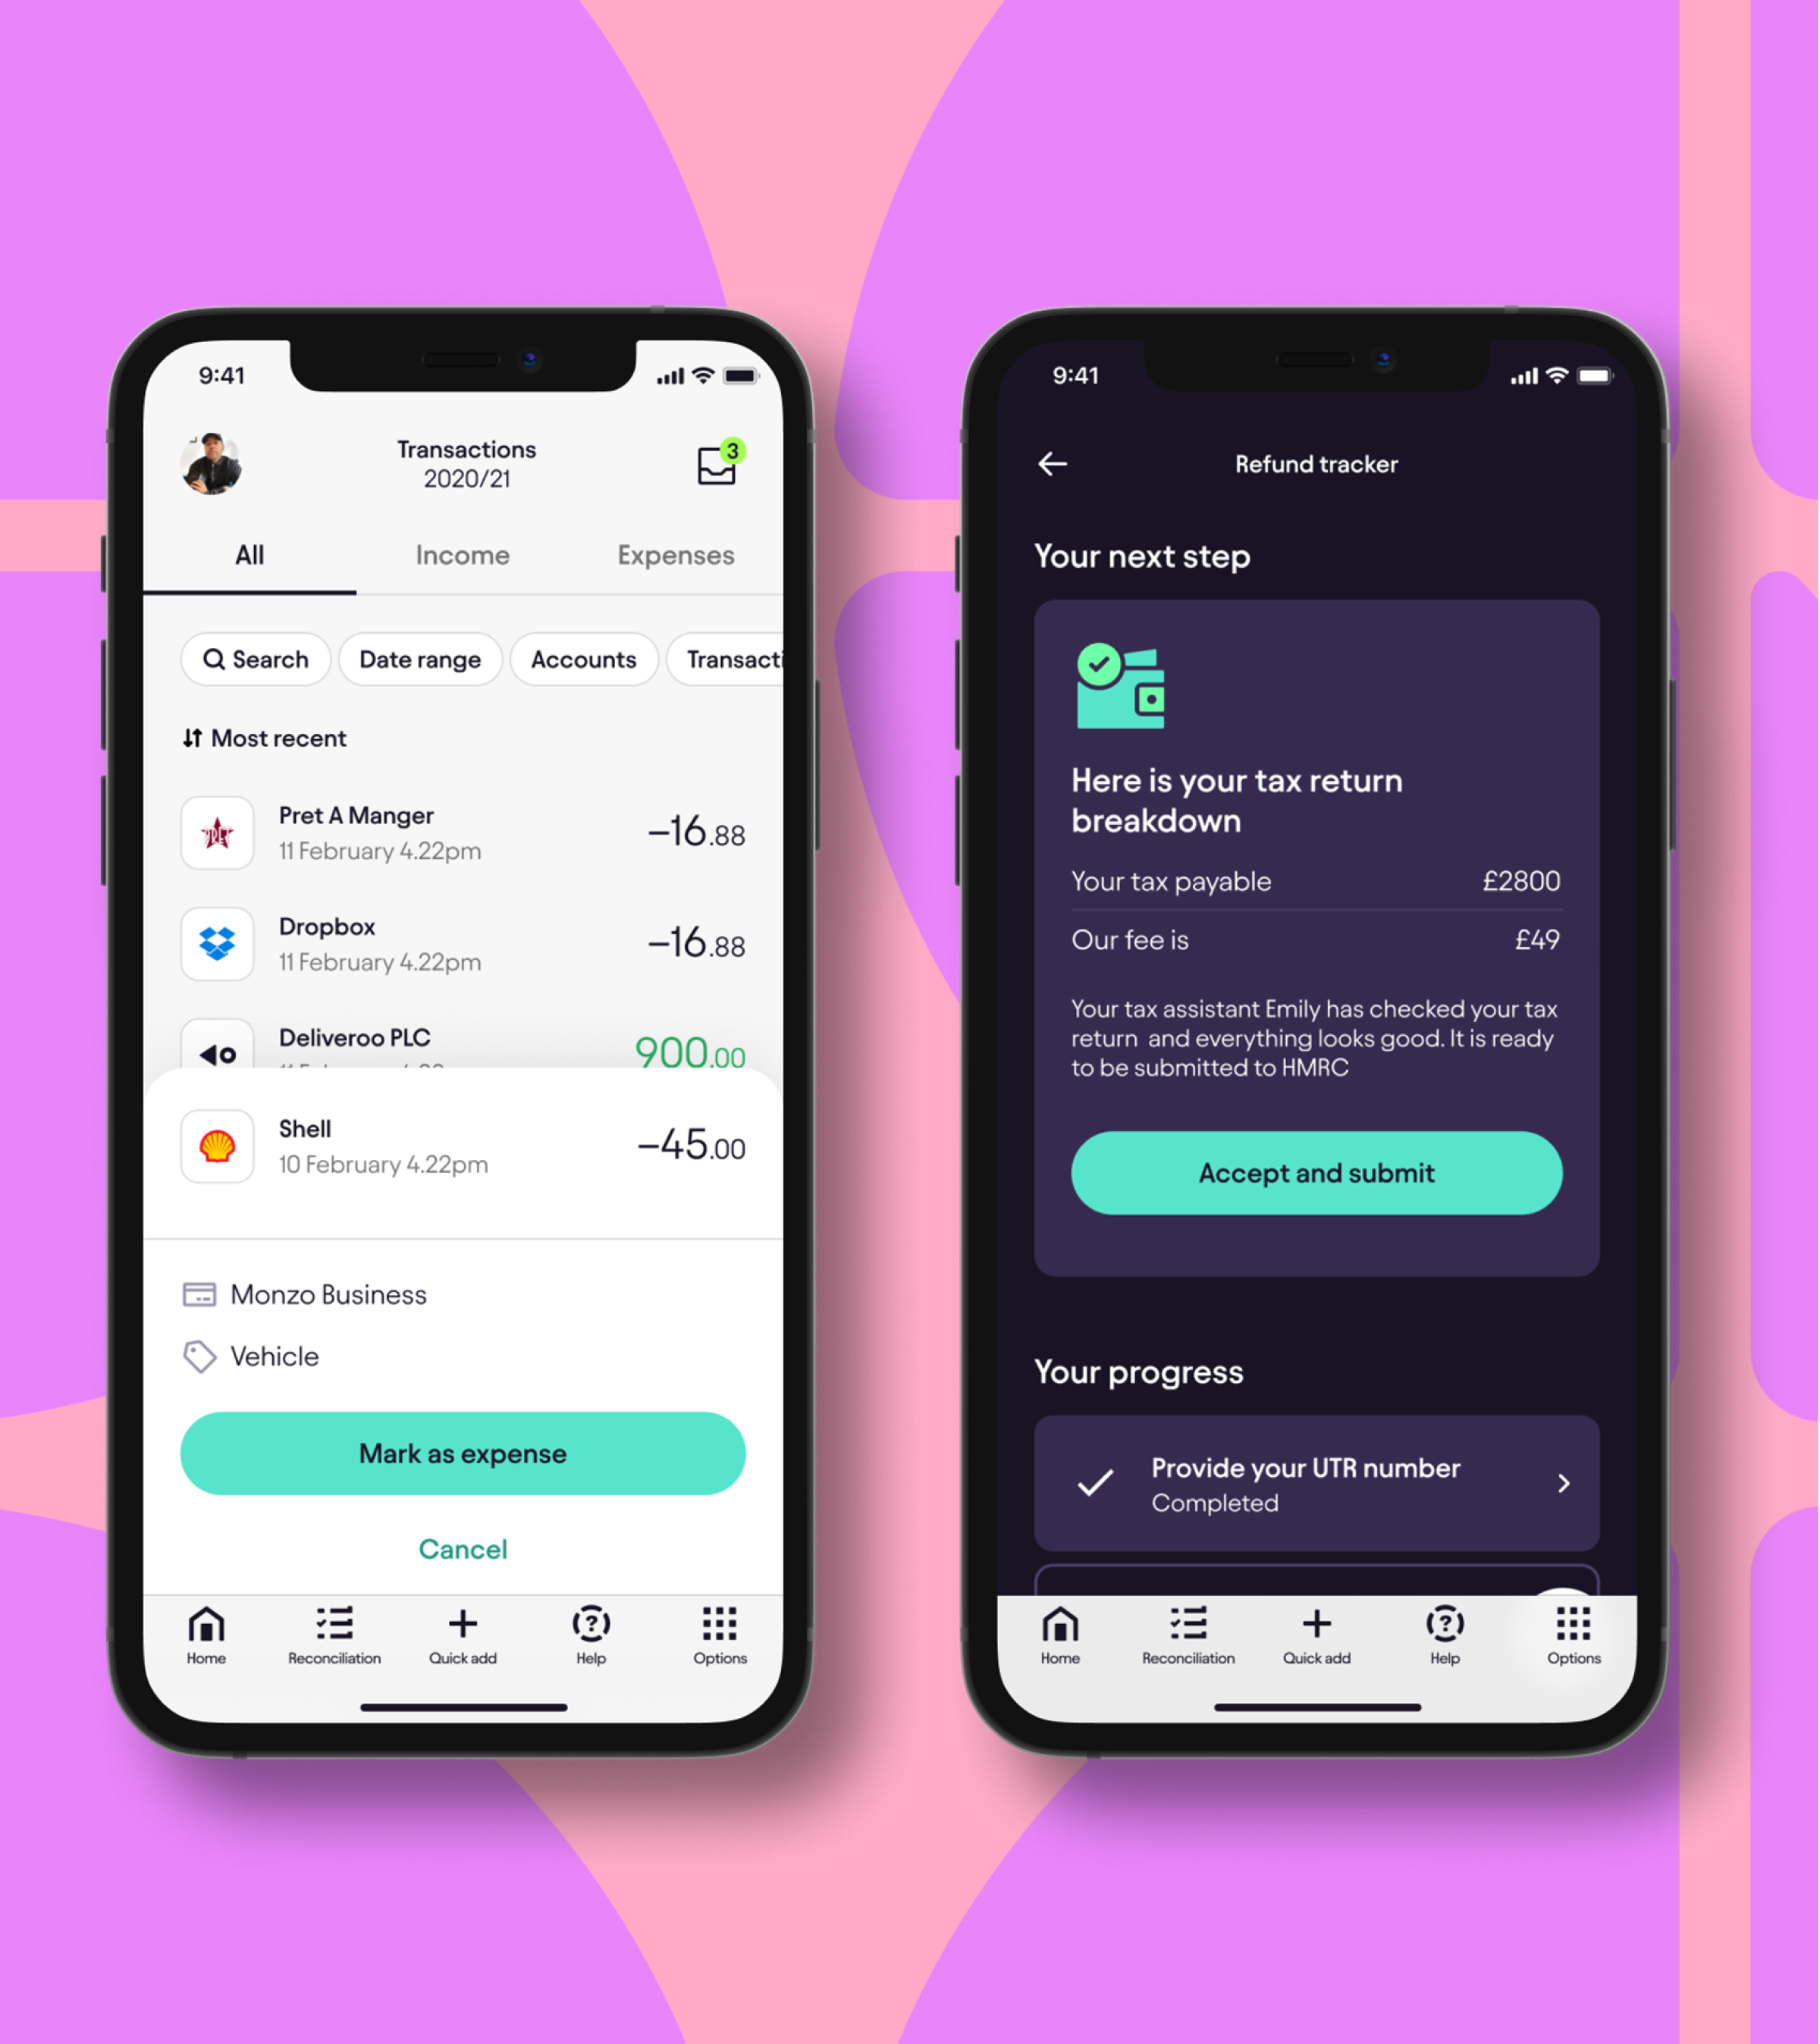 9:41
Transactions
2020/21
3
All
Income
Expenses
Search
Date range
Accounts
Transacti
Most recent
PRET
Pret A Manger
−16.88
11 February 4.22pm
Dropbox
−16.88
11 February 4.22pm
Deliveroo PLC
900.00
Shell
−45.00
10 February 4.22pm
Monzo Business
Vehicle
Mark as expense
Cancel
Home
Reconciliation
Quick add
Help
Options
9:41
Refund tracker
Your next step
Here is your tax return
breakdown
Your tax payable £2800
Our fee is £49
Your tax assistant Emily has checked your tax
return and everything looks good. It is ready
to be submitted to HMRC
Accept and submit
Your progress
Provide your UTR number
Completed
Home
Reconciliation
Quick add
Help
Options